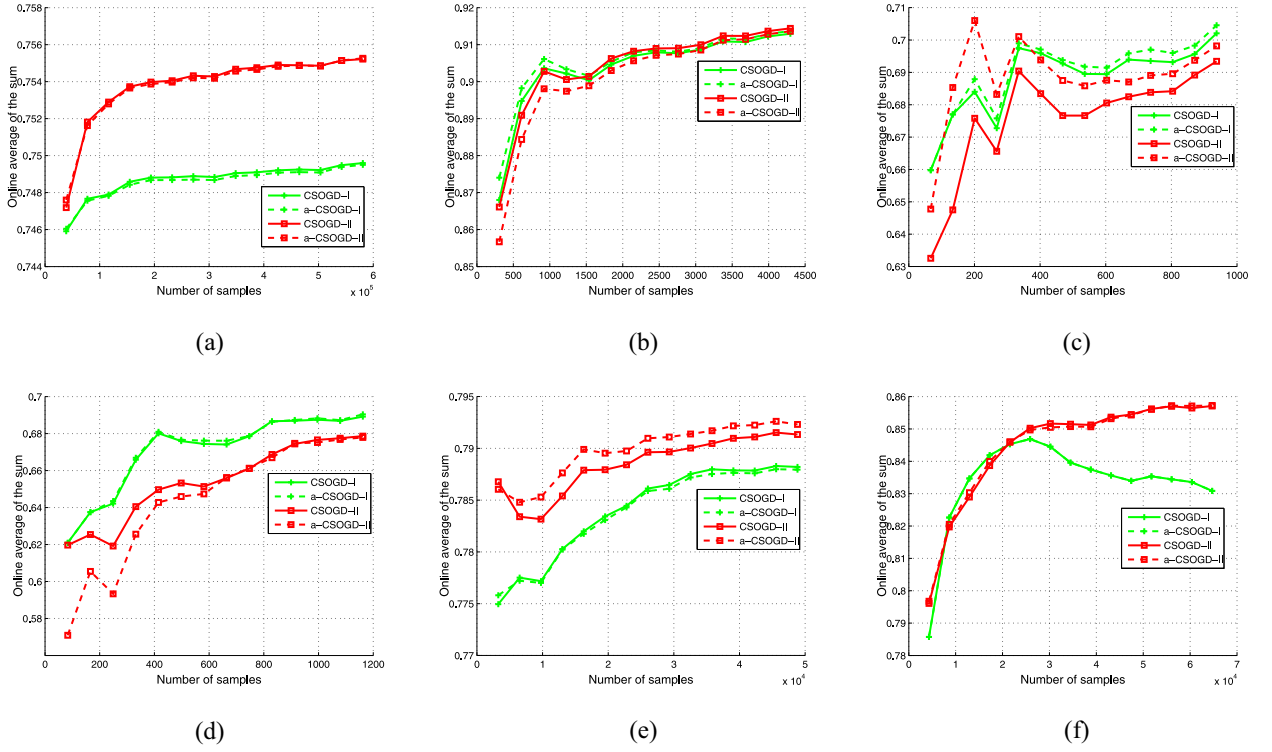 0.758
0.756
0.754
0.752
0.75
0.748
0.746
0.744
Online average of the sum
CSOGD–I
a–CSOGD–I
CSOGD–II
a–CSOGD–II
0 1 2 3 4 5 6
Number of samples
x 10⁵
(a)
0.92
0.91
0.9
0.89
0.88
0.87
0.86
0.85
Online average of the sum
CSOGD–I
a–CSOGD–I
CSOGD–II
a–CSOGD–II
0 500 1000 1500 2000 2500 3000 3500 4000 4500
Number of samples
(b)
0.71
0.7
0.69
0.68
0.67
0.66
0.65
0.64
0.63
Online average of the sum
CSOGD–I
a–CSOGD–I
CSOGD–II
a–CSOGD–II
0 200 400 600 800 1000
Number of samples
(c)
0.7
0.68
0.66
0.64
0.62
0.6
0.58
Online average of the sum
CSOGD–I
a–CSOGD–I
CSOGD–II
a–CSOGD–II
0 200 400 600 800 1000 1200
Number of samples
(d)
0.795
0.79
0.785
0.78
0.775
0.77
Online average of the sum
CSOGD–I
a–CSOGD–I
CSOGD–II
a–CSOGD–II
0 1 2 3 4 5
Number of samples
x 10⁴
(e)
0.86
0.85
0.84
0.83
0.82
0.81
0.8
0.79
0.78
Online average of the sum
CSOGD–I
a–CSOGD–I
CSOGD–II
a–CSOGD–II
0 1 2 3 4 5 6 7
Number of samples
x 10⁴
(f)